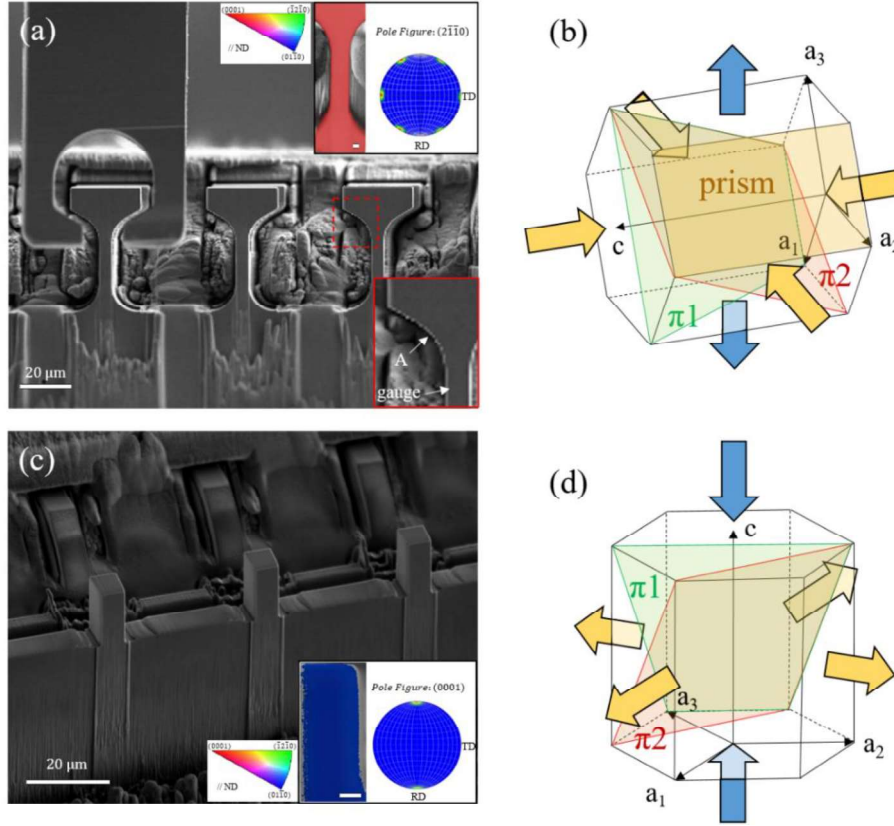 (a)
(0001)
(1̄21̄0)
// ND
(011̄0)
Pole Figure: (21̄1̄0)
TD
RD
A
gauge
20 μm
(b)
a₃
prism
c
a₁
a₂
π1
π2
(c)
Pole Figure: (0001)
(0001)
(1̄21̄0)
// ND
(011̄0)
TD
RD
20 μm
(d)
c
π1
a₃
π2
a₂
a₁